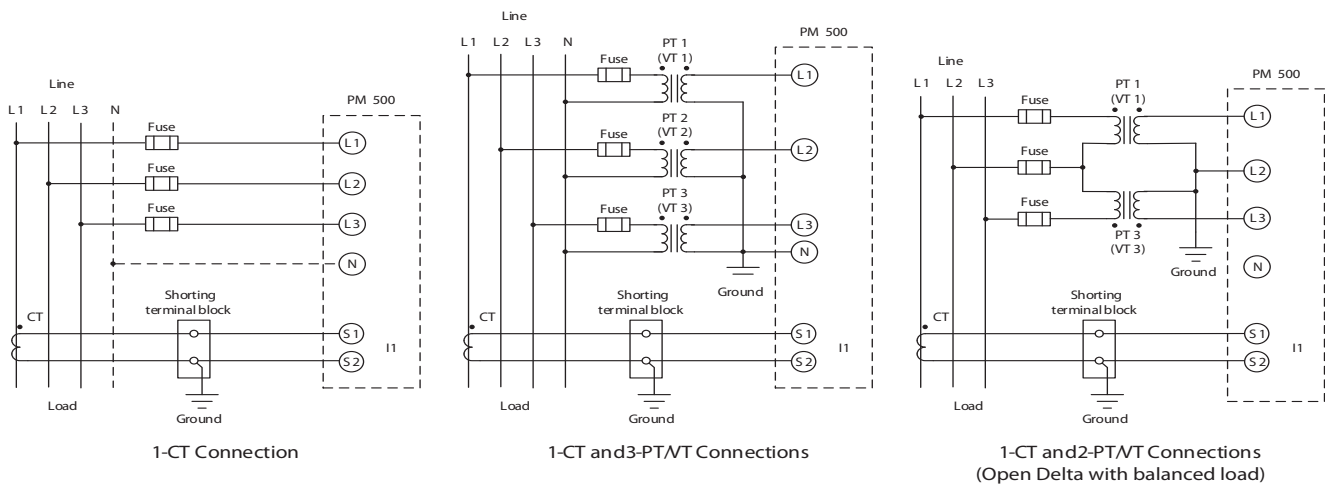 Line
L1 L2 L3 N
PM 500
Fuse
L1
Fuse
L2
Fuse
L3
N
Shorting
terminal block
CT
S1
I1
S2
Load
Ground
1-CT Connection
Line
L1 L2 L3 N
PT 1
(VT 1)
PM 500
Fuse
L1
PT 2
(VT 2)
Fuse
L2
PT 3
(VT 3)
Fuse
L3
N
Ground
Shorting
terminal block
CT
S1
I1
S2
Load
Ground
1-CT and3-PT/VT Connections
Line
L1 L2 L3
PT 1
(VT 1)
PM 500
Fuse
L1
Fuse
L2
Fuse
L3
PT 3
(VT 3)
N
Ground
Shorting
terminal block
CT
S1
I1
S2
Load
Ground
1-CT and2-PT/VT Connections
(Open Delta with balanced load)